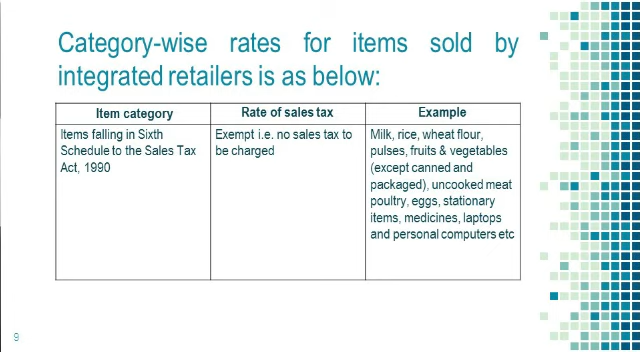 Category-wise rates for items sold by
integrated retailers is as below:
Item category
Rate of sales tax
Example
Items falling in Sixth
Schedule to the Sales Tax
Act, 1990
Exempt i.e. no sales tax to
be charged
Milk, rice, wheat flour,
pulses, fruits & vegetables
(except canned and
packaged), uncooked meat
poultry, eggs, stationary
items, medicines, laptops
and personal computers etc
9